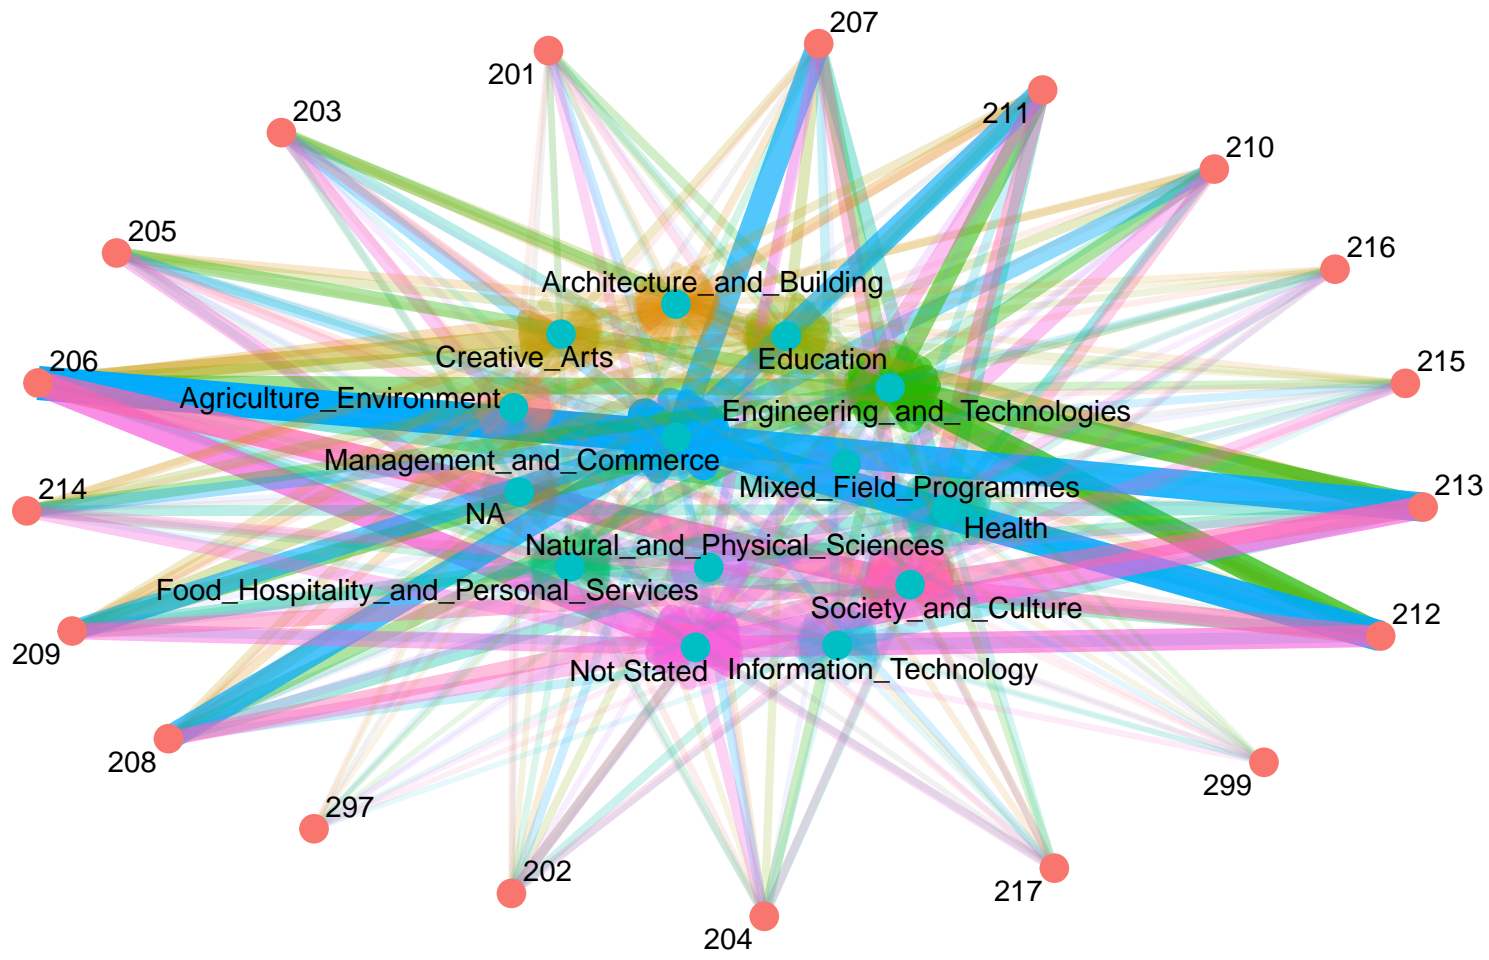 207
201
203
211
210
205
216
Architecture_and_Building
Creative_Arts
Education
206
215
Agriculture_Environment
Engineering_and_Technologies
Management_and_Commerce
214
213
Mixed_Field_Programmes
NA
Health
Natural_and_Physical_Sciences
Food_Hospitality_and_Personal_Services
Society_and_Culture
212
209
Not Stated
Information_Technology
208
299
297
202
217
204